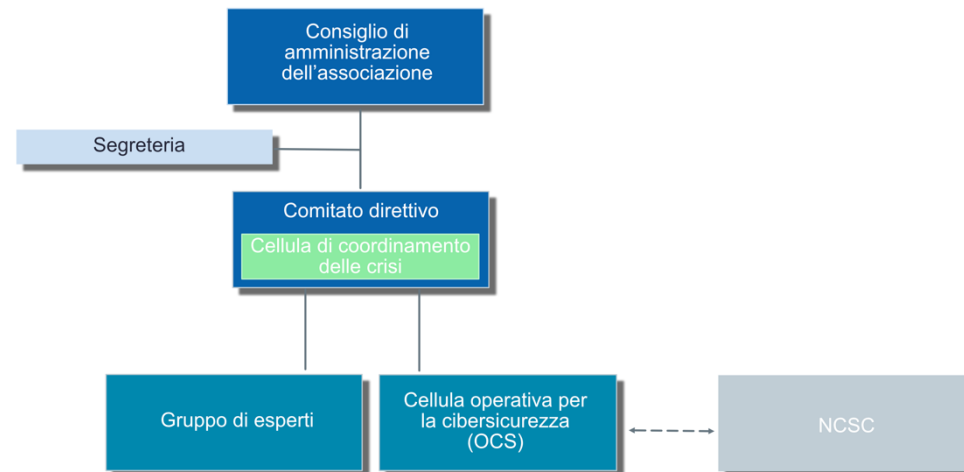 Consiglio di
amministrazione
dell'associazione
Segreteria
Comitato direttivo
Cellula di coordinamento
delle crisi
Gruppo di esperti
Cellula operativa per
la cibersicurezza
(OCS)
NCSC